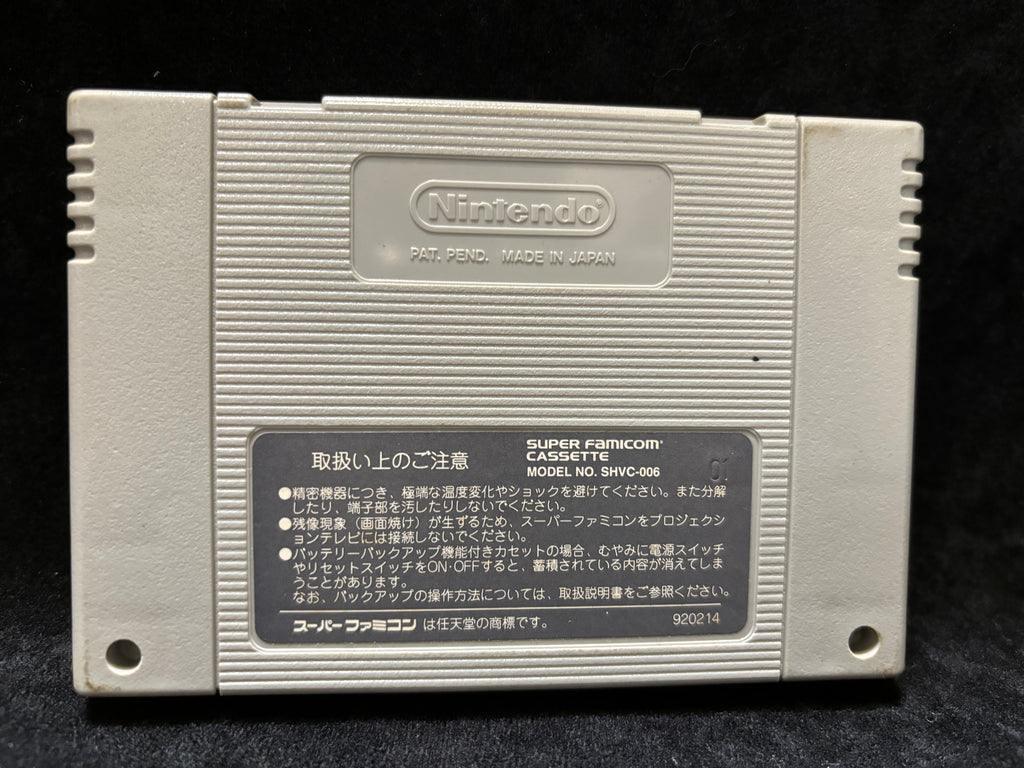 Nintendo®
PAT. PEND. MADE IN JAPAN
取扱い上のご注意
SUPER FAMICOM®
CASSETTE
MODEL NO. SHVC-006
01
●精密機器につき、極端な温度変化やショックを避けてください。また分解
したり、端子部を汚したりしないでください。
●残像現象（画面焼け）が生ずるため、スーパーファミコンをプロジェクシ
ョンテレビには接続しないでください。
●バッテリーバックアップ機能付きカセットの場合、むやみに電源スイッチ
やリセットスイッチをON·OFFすると、蓄積されている内容が消えてしま
うことがあります。
なお、バックアップの操作方法については、取扱説明書をご参照ください。
スーパーファミコン は任天堂の商標です。
920214